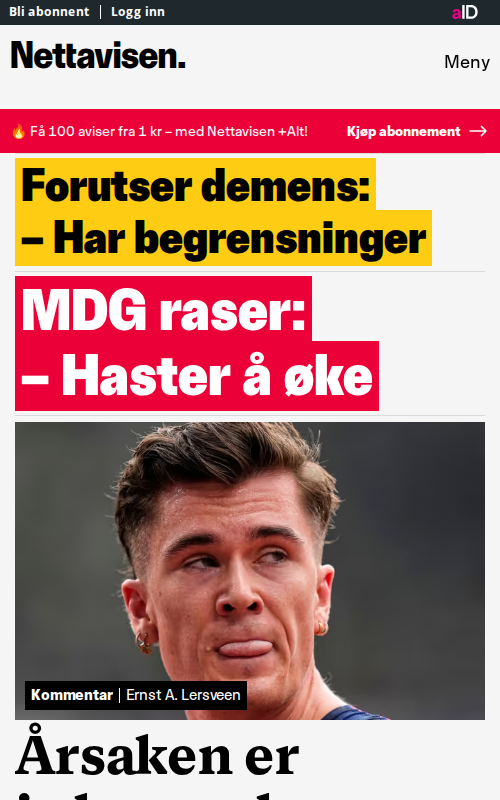 Bli abonnent | Logg inn
aID
Nettavisen.
Meny
🔥 Få 100 aviser fra 1 kr – med Nettavisen +Alt!
Kjøp abonnement →
Forutser demens:
– Har begrensninger
MDG raser:
– Haster å øke
Kommentar | Ernst A. Lersveen
Årsaken er